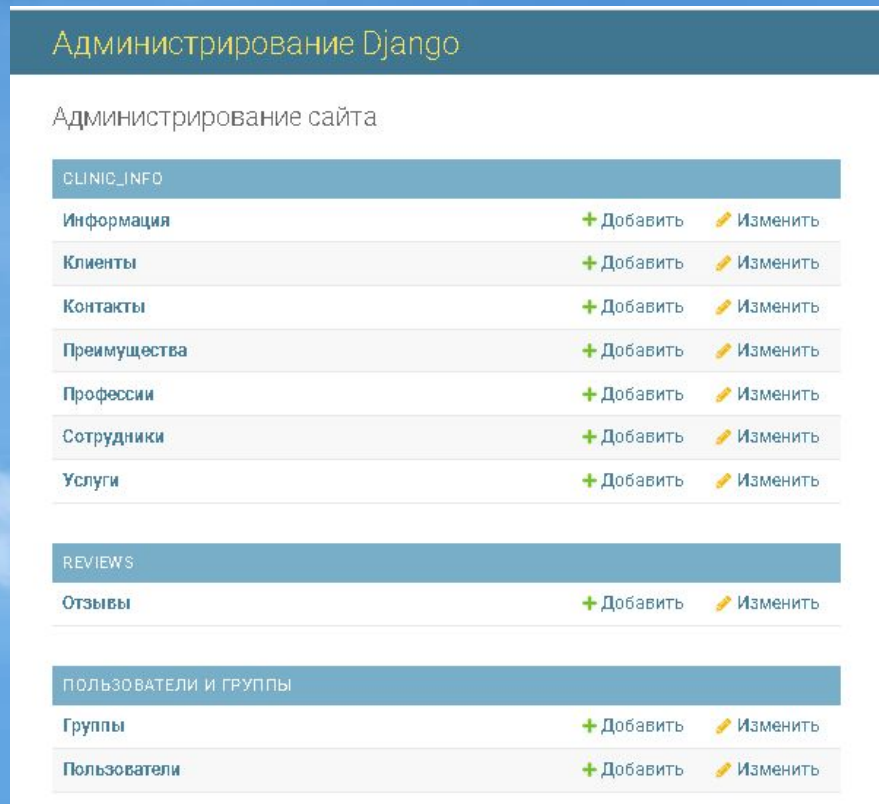 Администрирование Django
Администрирование сайта
CLINIC_INFO
Информация Добавить Изменить
Клиенты Добавить Изменить
Контакты Добавить Изменить
Преимущества Добавить Изменить
Профессии Добавить Изменить
Сотрудники Добавить Изменить
Услуги Добавить Изменить
REVIEWS
Отзывы Добавить Изменить
ПОЛЬЗОВАТЕЛИ И ГРУППЫ
Группы Добавить Изменить
Пользователи Добавить Изменить